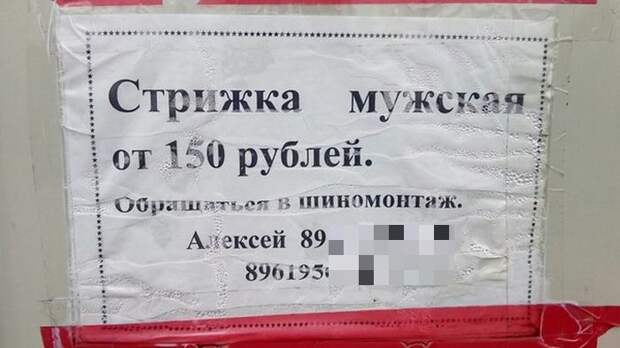 Стрижка мужская
от 150 рублей.
Обращаться в шиномонтаж.
Алексей 89
896195